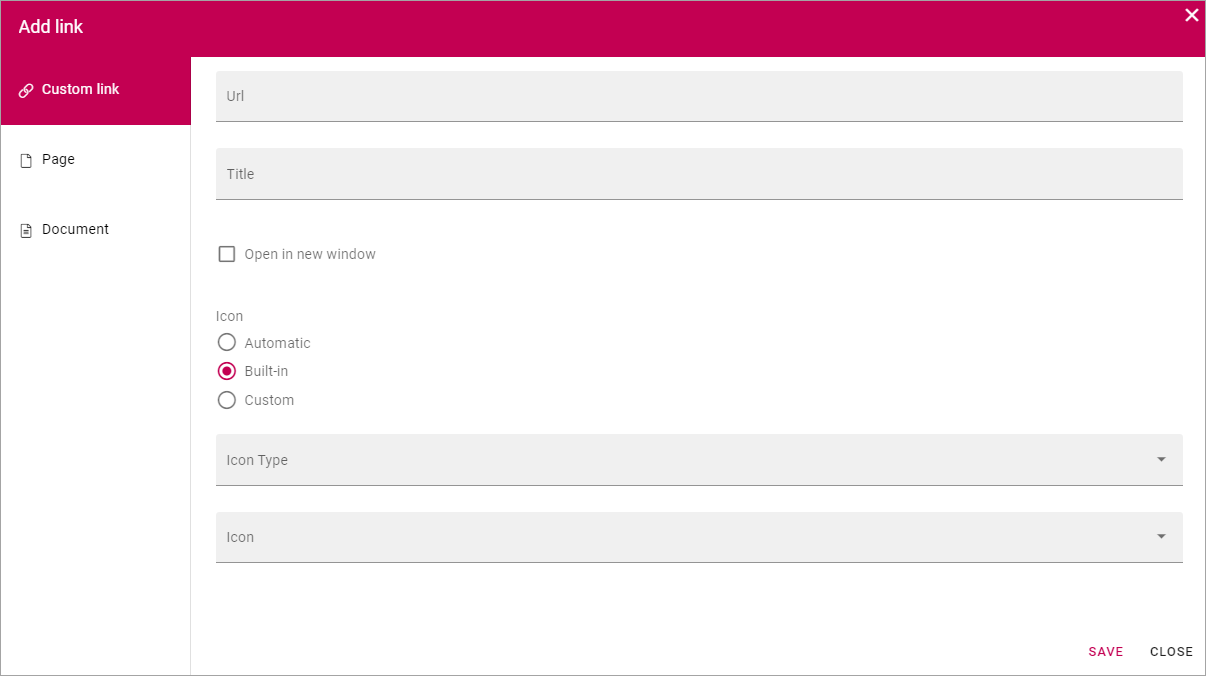 Add link
Custom link
Page
Document
Url
Title
Open in new window
Icon
Automatic
Built-in
Custom
Icon Type
Icon
SAVE CLOSE